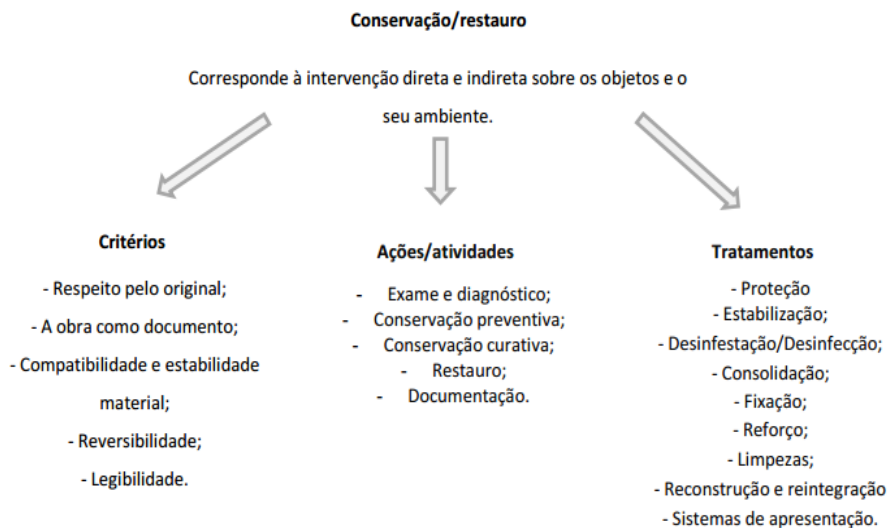 Conservação/restauro
Corresponde à intervenção direta e indireta sobre os objetos e o
seu ambiente.
Critérios
- Respeito pelo original;
- A obra como documento;
- Compatibilidade e estabilidade
material;
- Reversibilidade;
- Legibilidade.
Ações/atividades
- Exame e diagnóstico;
- Conservação preventiva;
- Conservação curativa;
- Restauro;
- Documentação.
Tratamentos
- Proteção
- Estabilização;
- Desinfestação/Desinfecção;
- Consolidação;
- Fixação;
- Reforço;
- Limpezas;
- Reconstrução e reintegração
- Sistemas de apresentação.